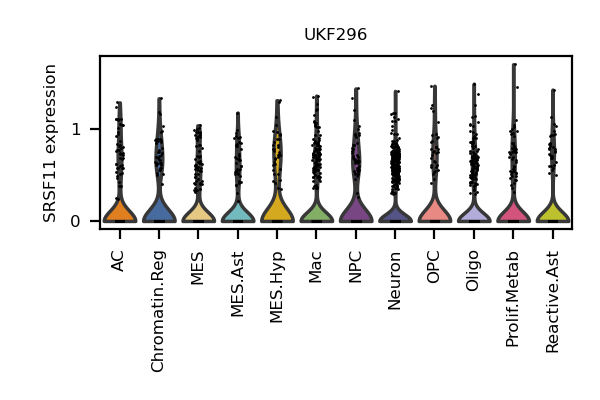 UKF296
SRSF11 expression
1
0
AC
Chromatin.Reg
MES
MES.Ast
MES.Hyp
Mac
NPC
Neuron
OPC
Oligo
Prolif.Metab
Reactive.Ast